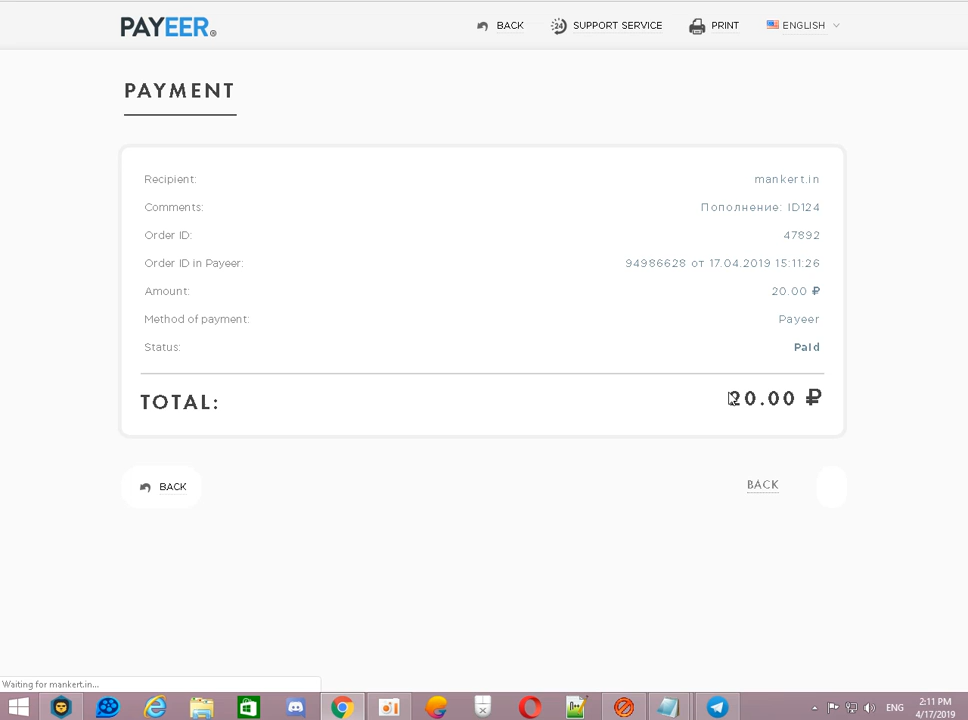 PAYEER®
BACK
24 SUPPORT SERVICE
PRINT
ENGLISH
PAYMENT
Recipient: mankert.in
Comments: Пополнение: ID124
Order ID: 47892
Order ID in Payeer: 94986628 от 17.04.2019 15:11:26
Amount: 20.00 ₽
Method of payment: Payeer
Status: Paid
TOTAL: 20.00 ₽
BACK
BACK
Waiting for mankert.in...
ENG
2:11 PM
4/17/2019